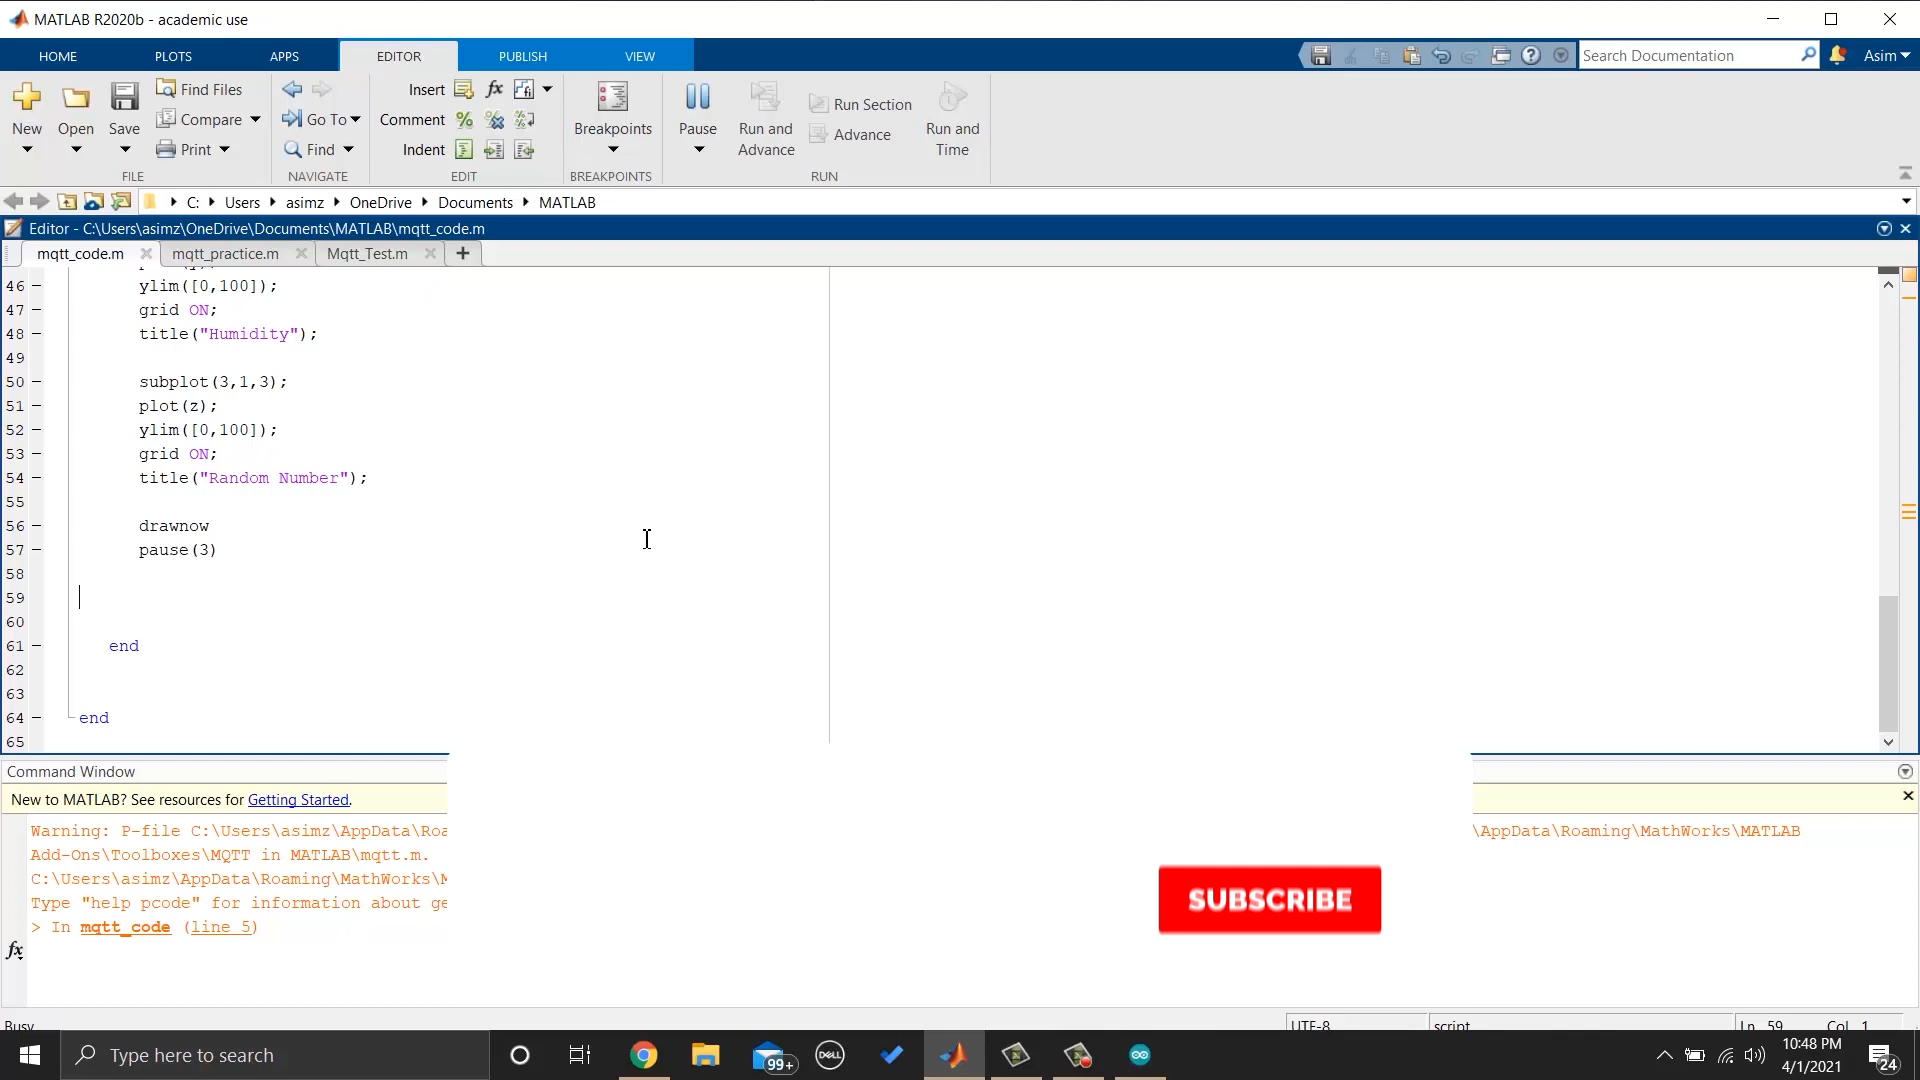 MATLAB R2020b - academic use
HOME PLOTS APPS EDITOR PUBLISH VIEW
Search Documentation
Asim
New
Open
Save
Find Files
Compare
Print
FILE
Go To
Find
NAVIGATE
Insert
Comment
Indent
EDIT
Breakpoints
BREAKPOINTS
Pause
Run and
Advance
Run Section
Advance
Run and
Time
RUN
C: Users asimz OneDrive Documents MATLAB
Editor - C:\Users\asimz\OneDrive\Documents\MATLAB\mqtt_code.m
mqtt_code.m mqtt_practice.m Mqtt_Test.m
46 ylim([0,100]);
47 grid ON;
48 title("Humidity");
49
50 subplot(3,1,3);
51 plot(z);
52 ylim([0,100]);
53 grid ON;
54 title("Random Number");
55
56 drawnow
57 pause(3)
58
59
60
61 end
62
63
64 end
65
Command Window
New to MATLAB? See resources for Getting Started.
Warning: P-file C:\Users\asimz\AppData\Roa \AppData\Roaming\MathWorks\MATLAB
Add-Ons\Toolboxes\MQTT in MATLAB\mqtt.m.
C:\Users\asimz\AppData\Roaming\MathWorks\M
Type "help pcode" for information about ge
> In mqtt_code (line 5)
fx
SUBSCRIBE
Busy
UTF-8 script Ln 59 Col 1
Type here to search
99+
DELL
10:48 PM
4/1/2021
24